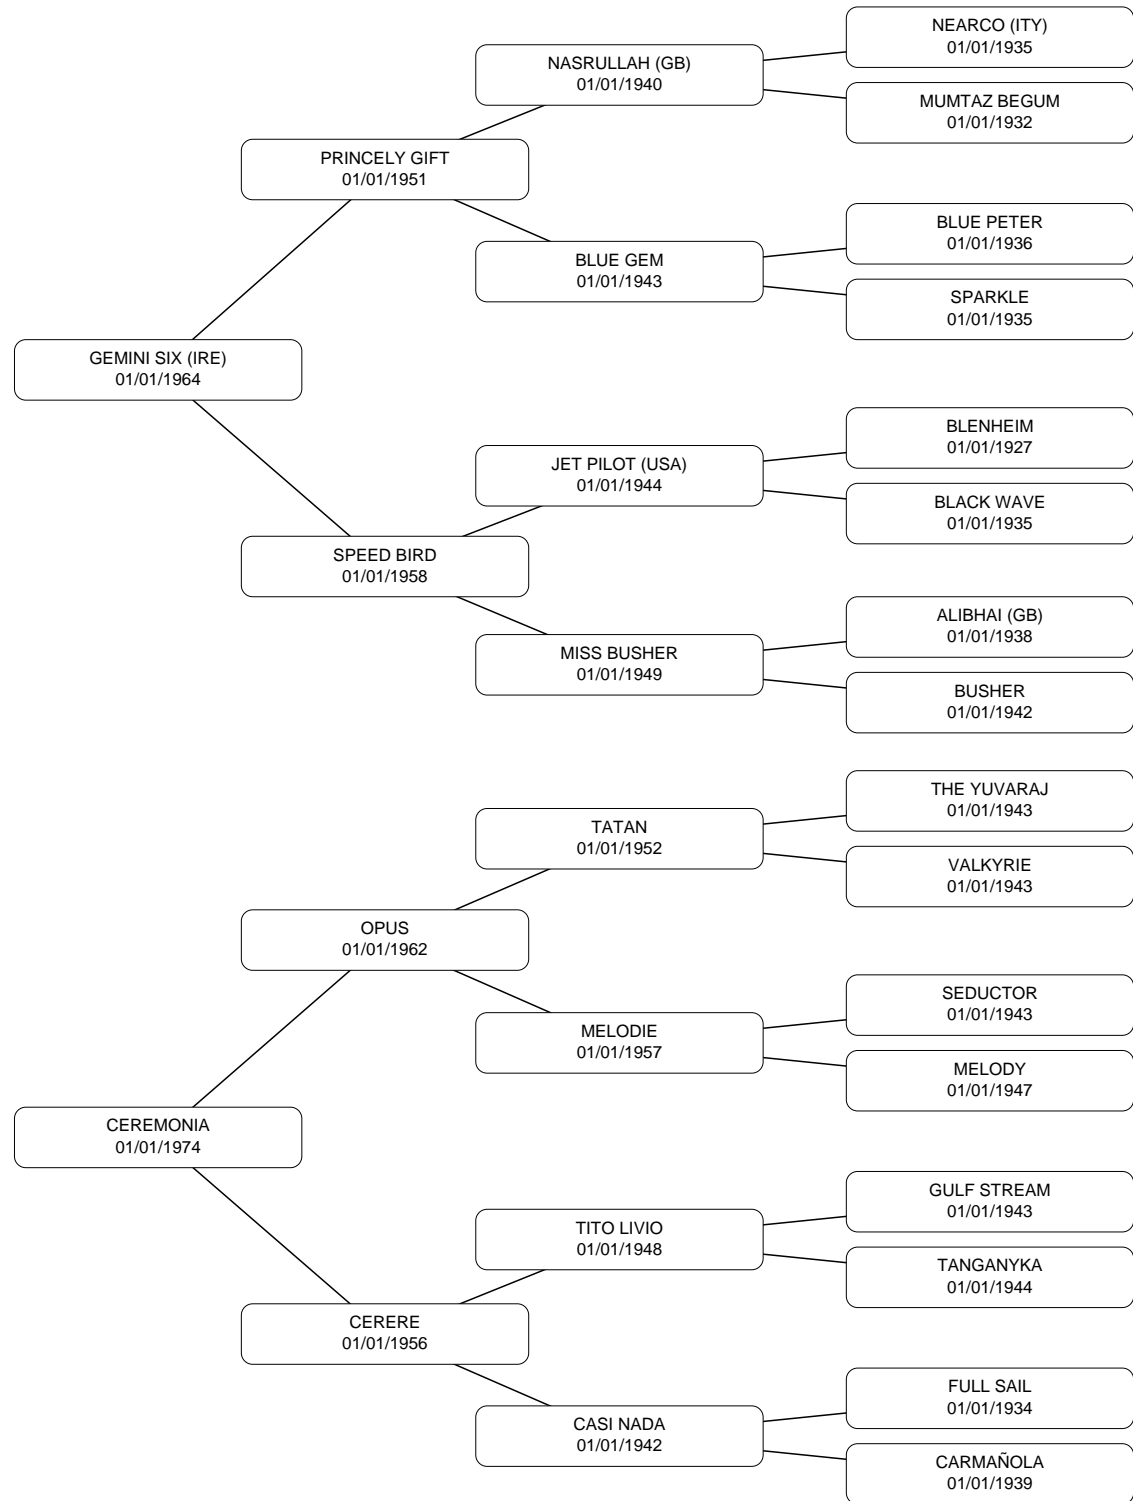 NEARCO (ITY)
01/01/1935
NASRULLAH (GB)
01/01/1940
MUMTAZ BEGUM
01/01/1932
PRINCELY GIFT
01/01/1951
BLUE PETER
01/01/1936
BLUE GEM
01/01/1943
SPARKLE
01/01/1935
GEMINI SIX (IRE)
01/01/1964
BLENHEIM
01/01/1927
JET PILOT (USA)
01/01/1944
BLACK WAVE
01/01/1935
SPEED BIRD
01/01/1958
ALIBHAI (GB)
01/01/1938
MISS BUSHER
01/01/1949
BUSHER
01/01/1942
THE YUVARAJ
01/01/1943
TATAN
01/01/1952
VALKYRIE
01/01/1943
OPUS
01/01/1962
SEDUCTOR
01/01/1943
MELODIE
01/01/1957
MELODY
01/01/1947
CEREMONIA
01/01/1974
GULF STREAM
01/01/1943
TITO LIVIO
01/01/1948
TANGANYKA
01/01/1944
CERERE
01/01/1956
FULL SAIL
01/01/1934
CASI NADA
01/01/1942
CARMAÑOLA
01/01/1939